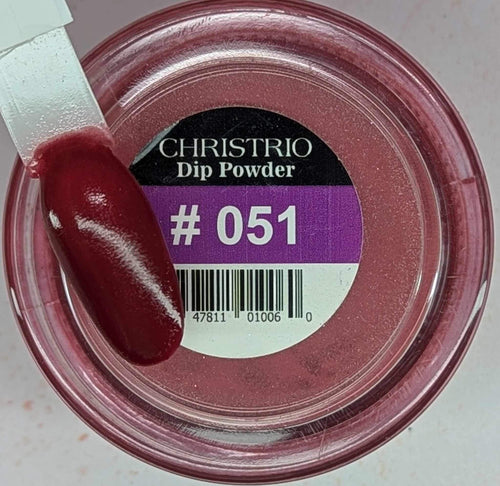 CHRISTRIO
Dip Powder
# 051
47811 01006 0